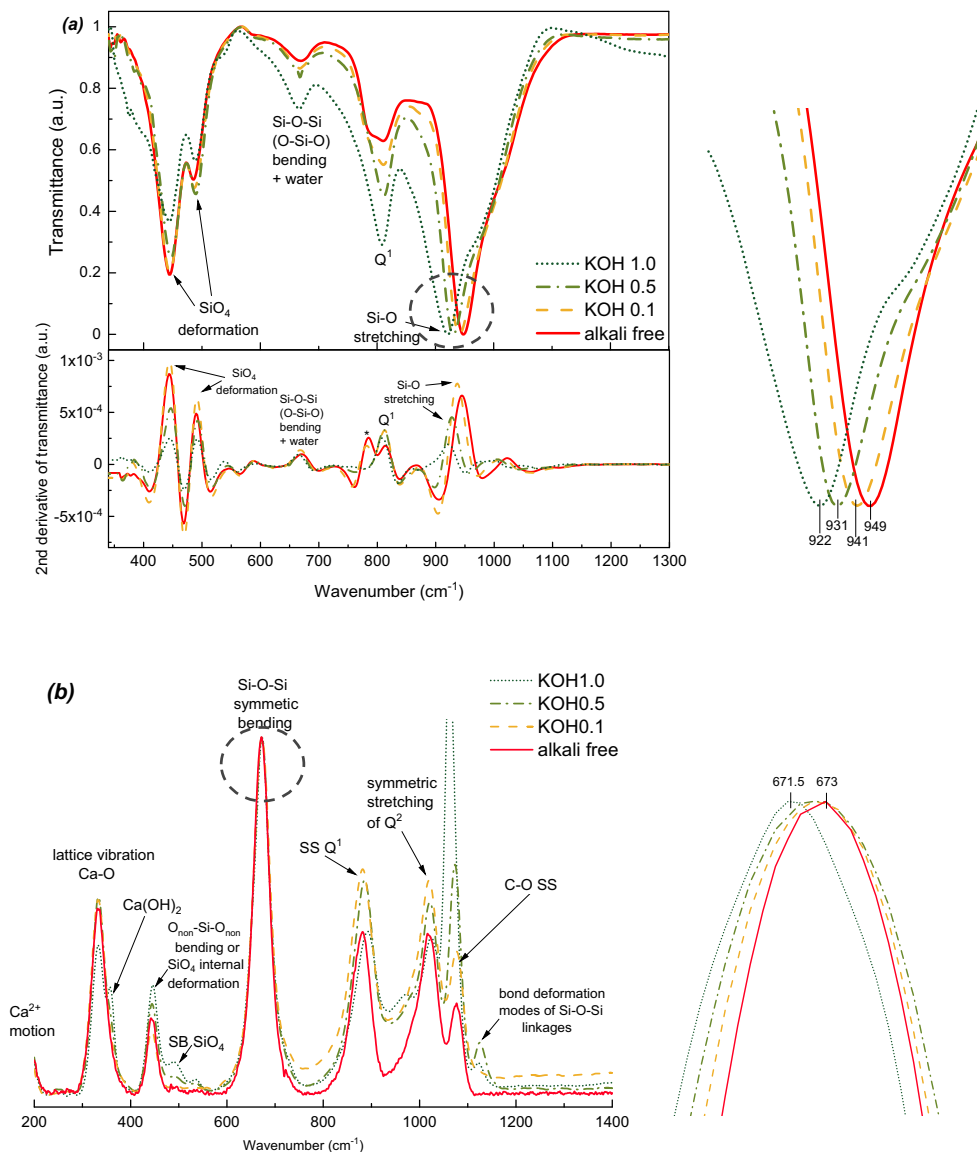 (a)
1
0.8
0.6
0.4
0.2
0
Transmittance (a.u.)
Si-O-Si
(O-Si-O)
bending
+ water
SiO₄
deformation
Q¹
Si-O
stretching
KOH 1.0
KOH 0.5
KOH 0.1
alkali free
1x10⁻³
5x10⁻⁴
0
-5x10⁻⁴
2nd derivative of transmittance (a.u.)
SiO₄
deformation
Si-O-Si
(O-Si-O)
bending
+ water
*
Q¹
Si-O
stretching
400 500 600 700 800 900 1000 1100 1200 1300
Wavenumber (cm⁻¹)
931 949
922 941
(b)
Si-O-Si
symmetic
bending
KOH1.0
KOH0.5
KOH0.1
alkali free
symmetric
stretching
of Q²
SS Q¹
C-O SS
lattice vibration
Ca-O
Ca(OH)₂
Oₙₒₙ-Si-Oₙₒₙ
bending or
SiO₄ internal
deformation
Ca²⁺
motion
SB SiO₄
bond deformation
modes of Si-O-Si
linkages
200 400 600 800 1000 1200 1400
Wavenumber (cm⁻¹)
671.5 673